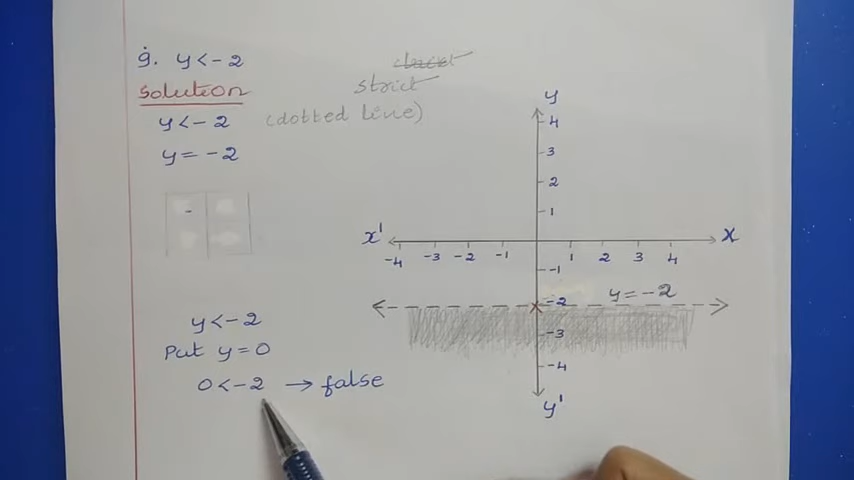 9. y < - 2
strict
Solution
y < - 2 (dotted line)
y = - 2
y < - 2
Put y = 0
0 < - 2 → false
y
4
3
2
1
x' x
-4 -3 -2 -1 1 2 3 4
-1
-2 y = - 2
-3
-4
y'